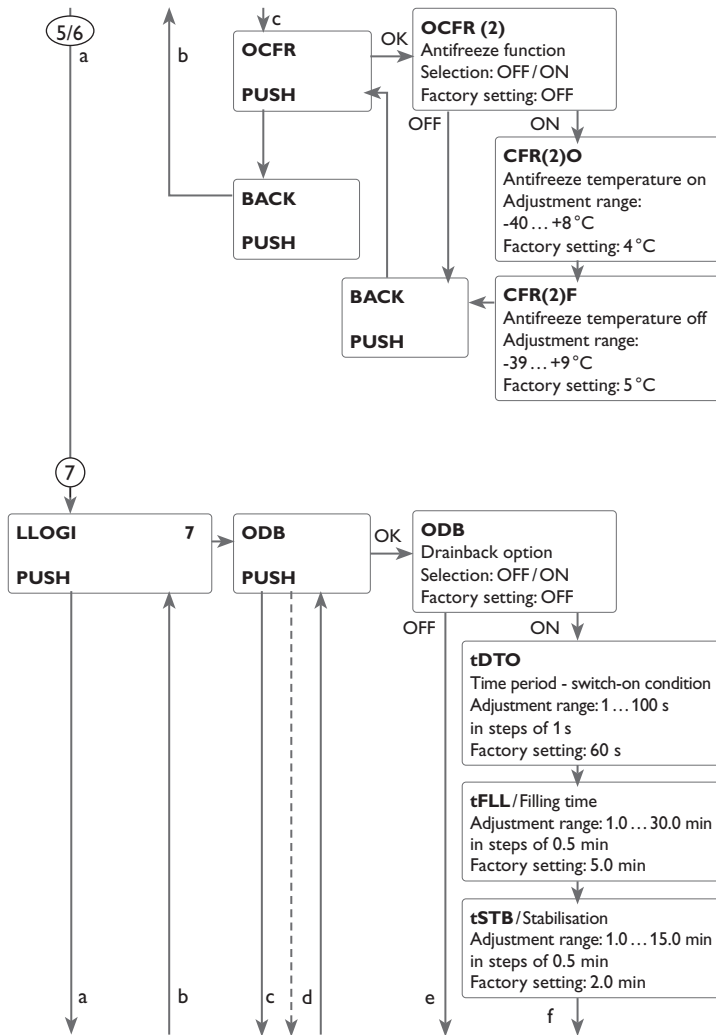 5/6
a
b
c
OCFR
PUSH
OK
OCFR (2)
Antifreeze function
Selection: OFF / ON
Factory setting: OFF
OFF
ON
CFR(2)O
Antifreeze temperature on
Adjustment range:
-40 … +8 °C
Factory setting: 4 °C
BACK
PUSH
BACK
PUSH
CFR(2)F
Antifreeze temperature off
Adjustment range:
-39 … +9 °C
Factory setting: 5 °C
7
LLOGI 7
PUSH
ODB
PUSH
OK
ODB
Drainback option
Selection: OFF / ON
Factory setting: OFF
OFF
ON
tDTO
Time period - switch-on condition
Adjustment range: 1 … 100 s
in steps of 1 s
Factory setting: 60 s
tFLL / Filling time
Adjustment range: 1.0 … 30.0 min
in steps of 0.5 min
Factory setting: 5.0 min
tSTB / Stabilisation
Adjustment range: 1.0 … 15.0 min
in steps of 0.5 min
Factory setting: 2.0 min
a
b
c
d
e
f